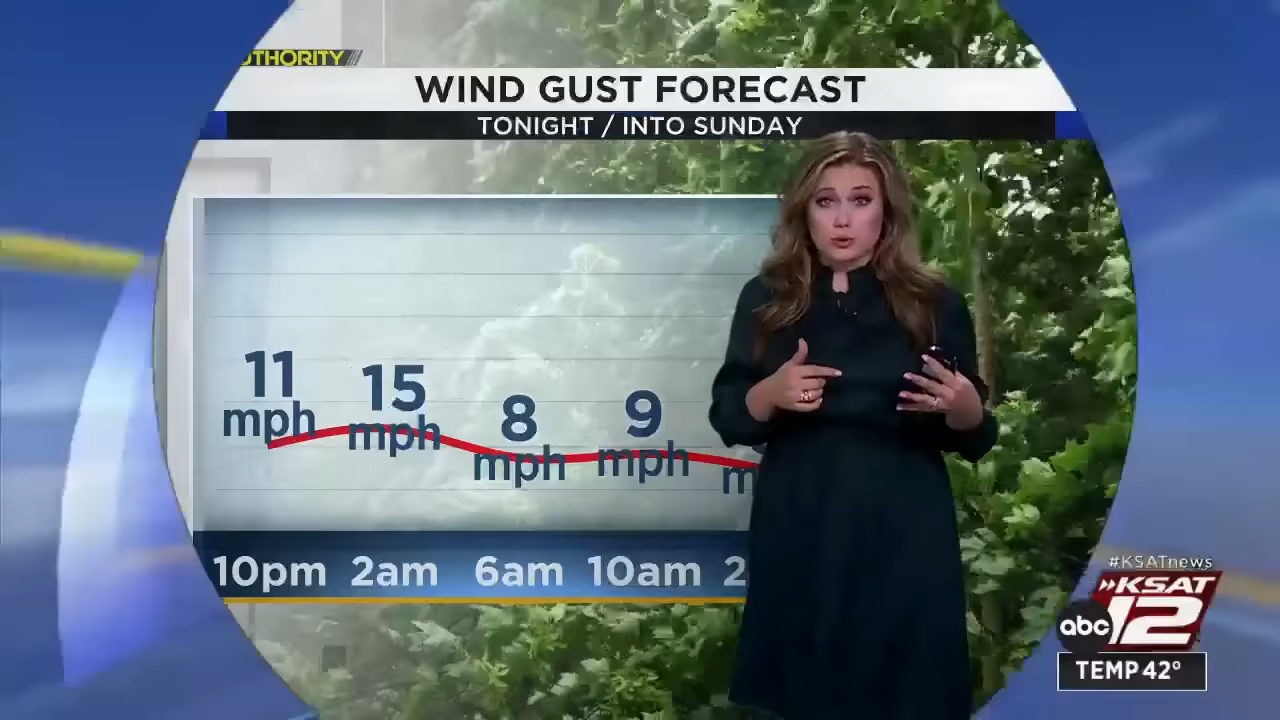 UTHORITY
WIND GUST FORECAST
TONIGHT / INTO SUNDAY
11 mph
15 mph
8 mph
9 mph
m
10pm 2am 6am 10am 2
#KSATnews
KSAT
abc 12
TEMP 42°